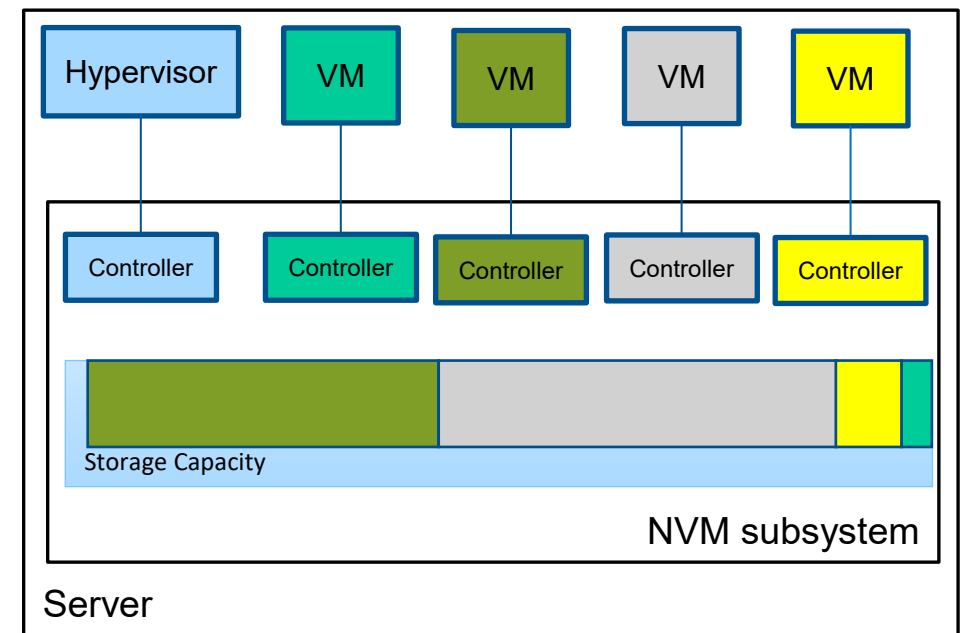 Hypervisor
VM
VM
VM
VM
Controller
Controller
Controller
Controller
Controller
Storage Capacity
NVM subsystem
Server